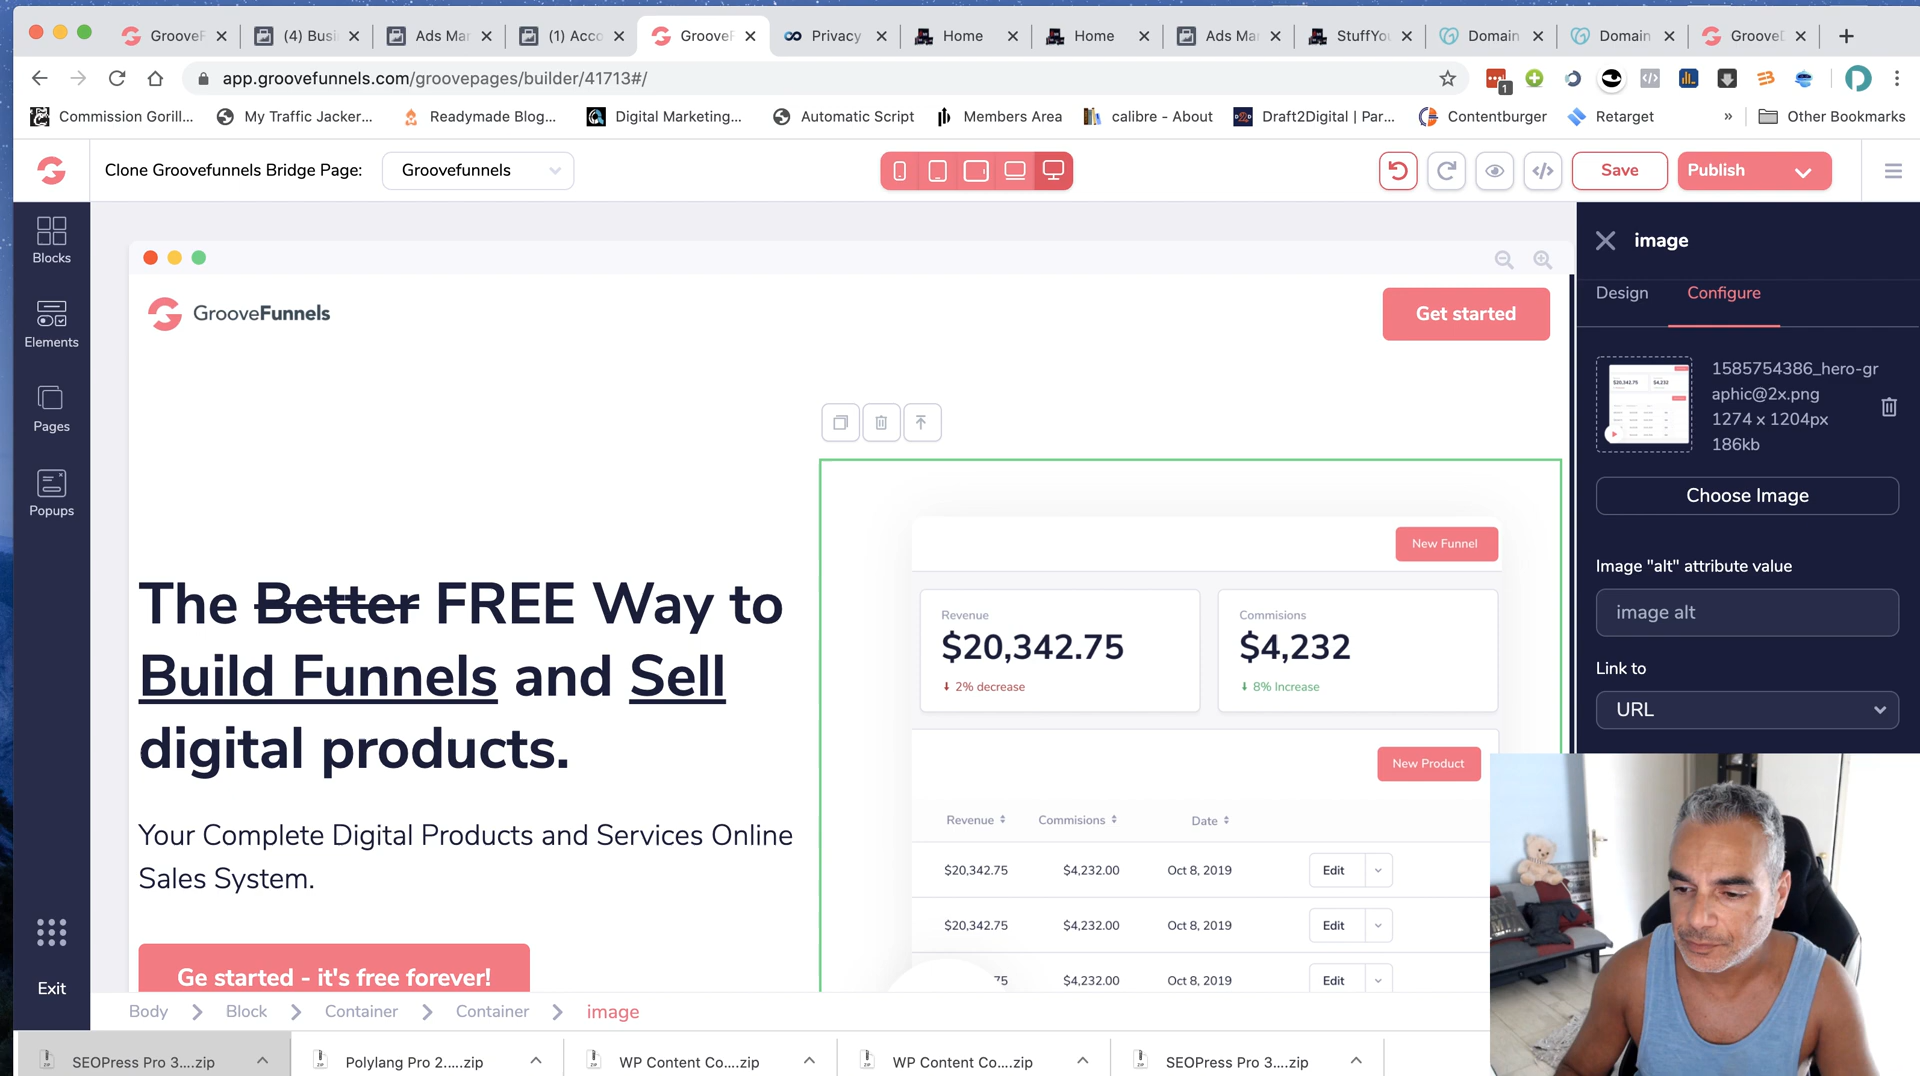 GrooveF
(4) Busi
Ads Mar
(1) Acco
GrooveF
Privacy
Home
Home
Ads Mar
StuffYou
Domain
Domain
Groove
app.groovefunnels.com/groovepages/builder/41713#/
1
Commission Gorill...
My Traffic Jacker...
Readymade Blog...
Digital Marketing...
Automatic Script
Members Area
calibre - About
Draft2Digital | Par...
Contentburger
Retarget
»
Other Bookmarks
Clone Groovefunnels Bridge Page:
Groovefunnels
Save
Publish
Blocks
Elements
Pages
Popups
Exit
GrooveFunnels
Get started
The Better FREE Way to
Build Funnels and Sell
digital products.
Your Complete Digital Products and Services Online
Sales System.
Ge started - it's free forever!
New Funnel
Revenue
$20,342.75
2% decrease
Commisions
$4,232
8% Increase
New Product
Revenue Commisions Date
$20,342.75 $4,232.00 Oct 8, 2019 Edit
$20,342.75 $4,232.00 Oct 8, 2019 Edit
75 $4,232.00 Oct 8, 2019 Edit
image
Design
Configure
1585754386_hero-gr
aphic@2x.png
1274 x 1204px
186kb
Choose Image
Image "alt" attribute value
image alt
Link to
URL
Body
Block
Container
Container
image
SEOPress Pro 3....zip
Polylang Pro 2.....zip
WP Content Co....zip
WP Content Co....zip
SEOPress Pro 3....zip